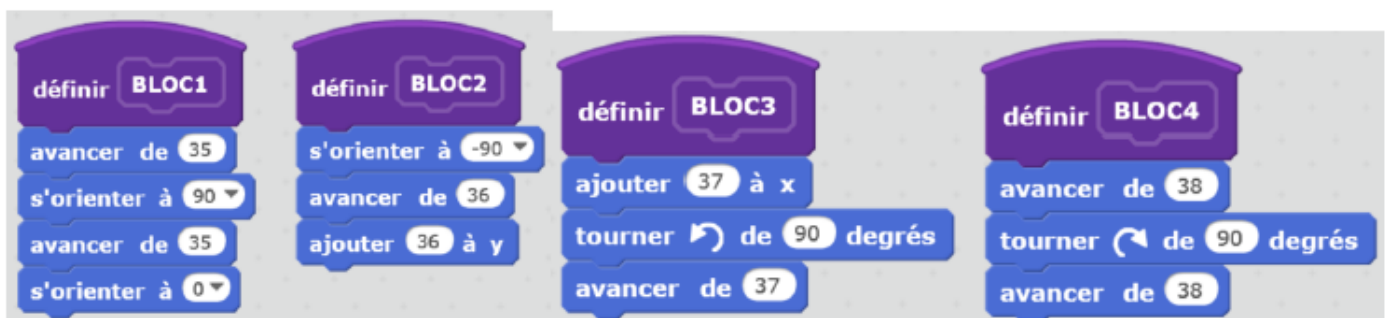 définir BLOC1
avancer de 35
s'orienter à 90
avancer de 35
s'orienter à 0
définir BLOC2
s'orienter à -90
avancer de 36
ajouter 36 à y
définir BLOC3
ajouter 37 à x
tourner de 90 degrés
avancer de 37
définir BLOC4
avancer de 38
tourner de 90 degrés
avancer de 38